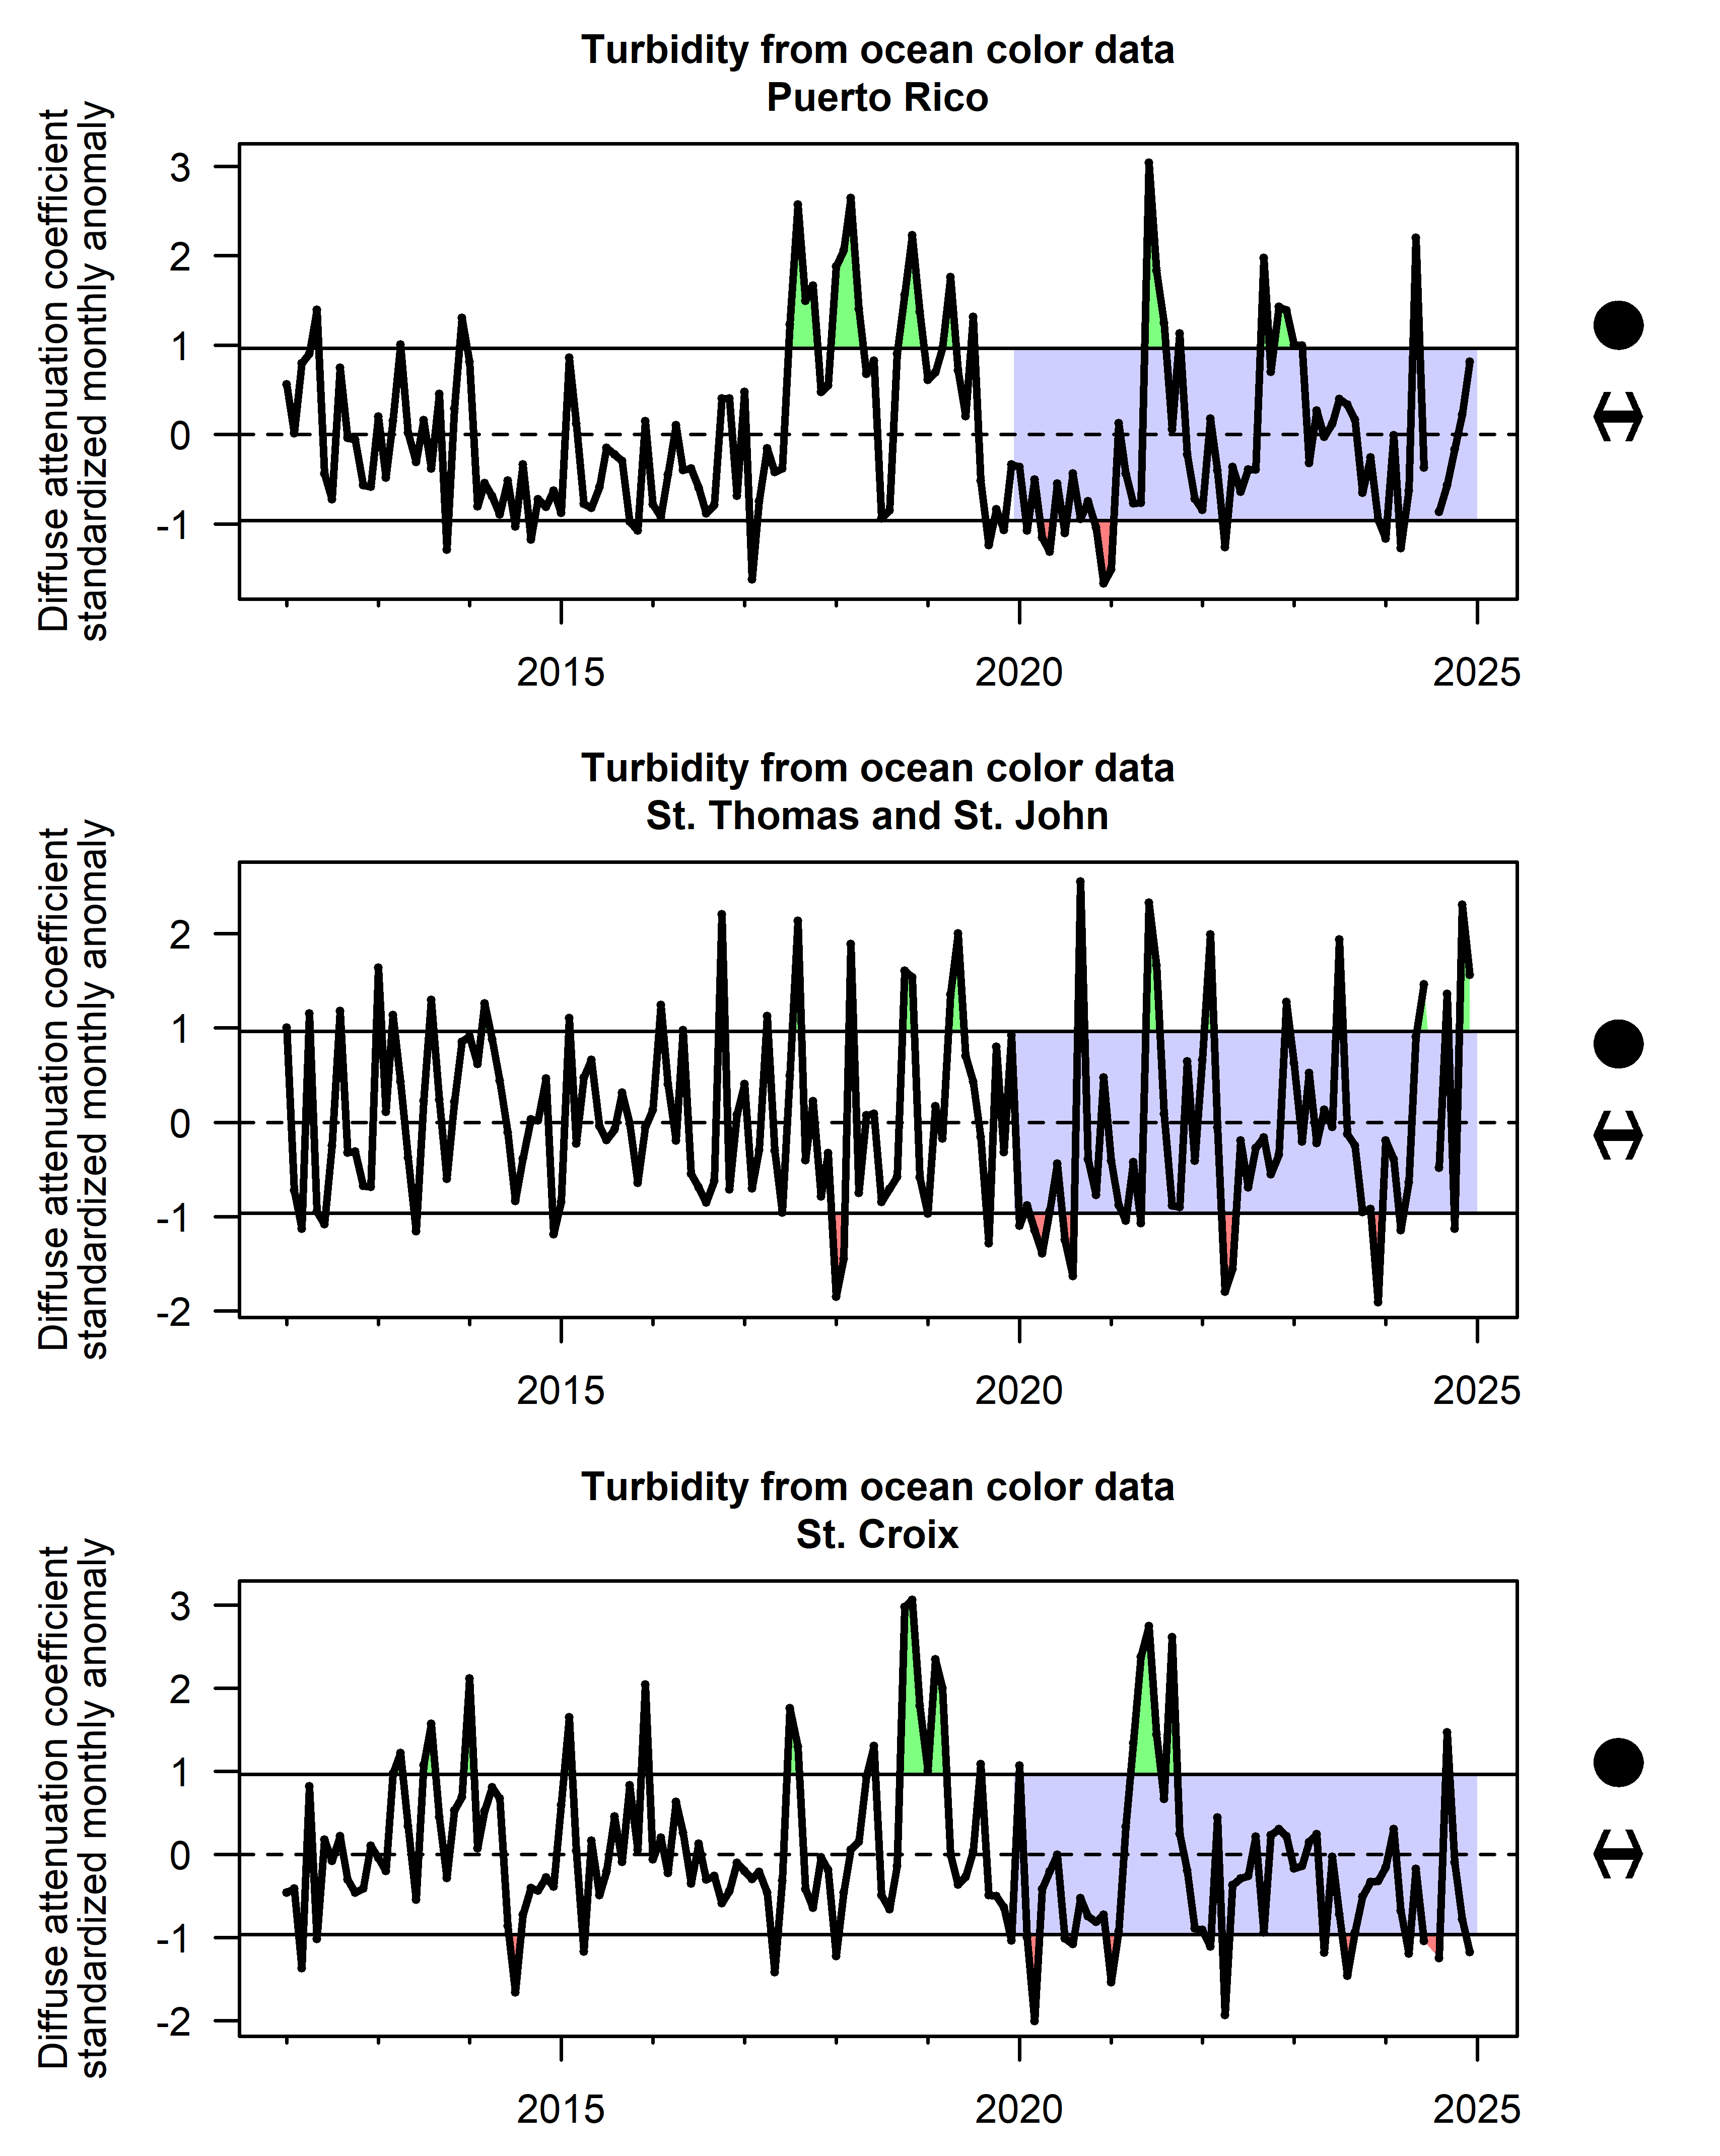 Turbidity from ocean color data
Puerto Rico
Diffuse attenuation coefficient
standardized monthly anomaly
3
2
1
0
-1
2015
2020
2025
Turbidity from ocean color data
St. Thomas and St. John
Diffuse attenuation coefficient
standardized monthly anomaly
2
1
0
-1
-2
2015
2020
2025
Turbidity from ocean color data
St. Croix
Diffuse attenuation coefficient
standardized monthly anomaly
3
2
1
0
-1
-2
2015
2020
2025